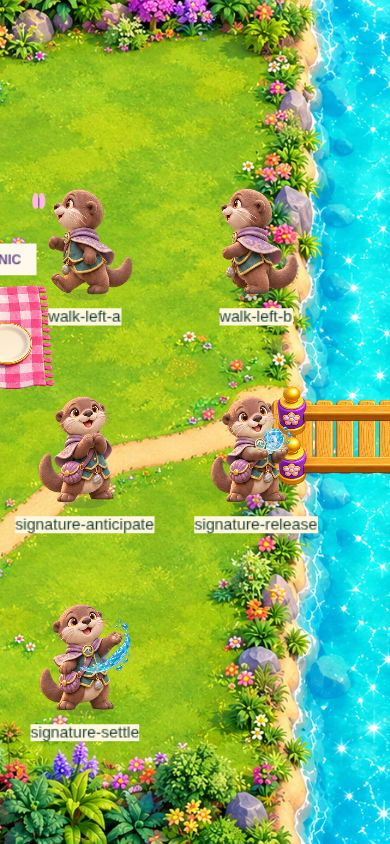 NIC
walk-left-a
walk-left-b
signature-anticipate
signature-release
signature-settle